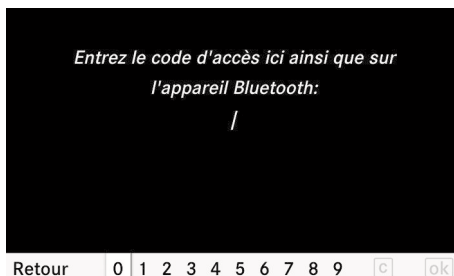 Entrez le code d'accès ici ainsi que sur
l'appareil Bluetooth:
Retour 0 1 2 3 4 5 6 7 8 9 c ok